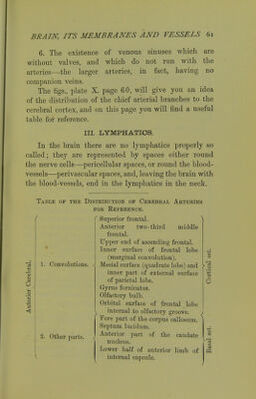 BRAIN, ITS MEMBRANES AND VESSELS 61
6. The existence of venous sinuses which are
without valves, and which do not run with the
arteries—the larger arteries, in fact, having no
companion veins.
The figs., plate X. page 60, will give you an idea
of the distribution of the chief arterial branches to the
cerebral cortex, and on this page you will find a useful
table for reference.
III. LYMPHATICS.
In the brain there are no lymphatics properly so
called; they are represented by spaces either round
the nerve cells—pericellular spaces, or round the blood-
vessels—perivascular spaces, and, leaving the brain with
the blood-vessels, end in the lymphatics in the neck.
TABLE OF THE DISTRIBUTION OF CEREBRAL ARTERIES
FOR REFERENCE.
Anterior Cerebral.
1. Convolutions.
Superior frontal.
Anterior two-third middle
frontal.
Upper end of ascending frontal.
Inner surface of frontal lobe
(marginal convolution).
Mesial surface (quadrate lobe) and
inner part of external surface
of parietal lobe.
Gyrus fornicatus.
Olfactory bulb.
Orbital surface of frontal lobe
internal to olfactory groove.
Cortical set.
2. Other parts.
Fore part of the corpus callosum.
Septum lucidum.
Anterior part of the caudate
nucleus.
Lower half of anterior limb of
internal capsule.
Basal set.